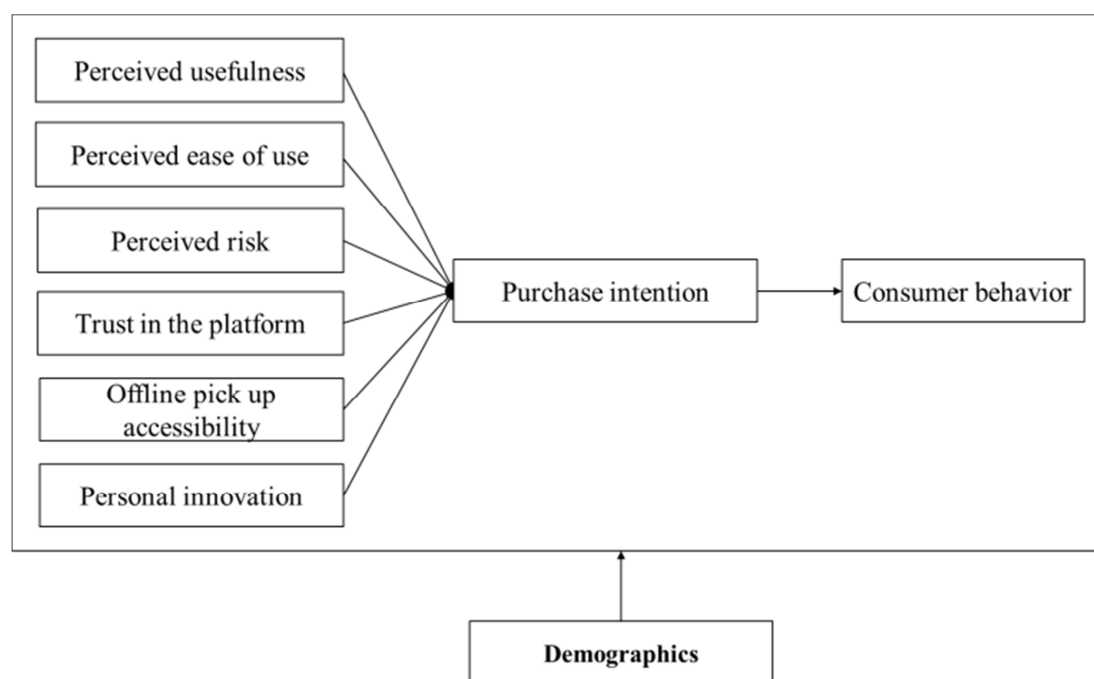 Perceived usefulness
Perceived ease of use
Perceived risk
Trust in the platform
Offline pick up
accessibility
Personal innovation
Purchase intention
Consumer behavior
Demographics